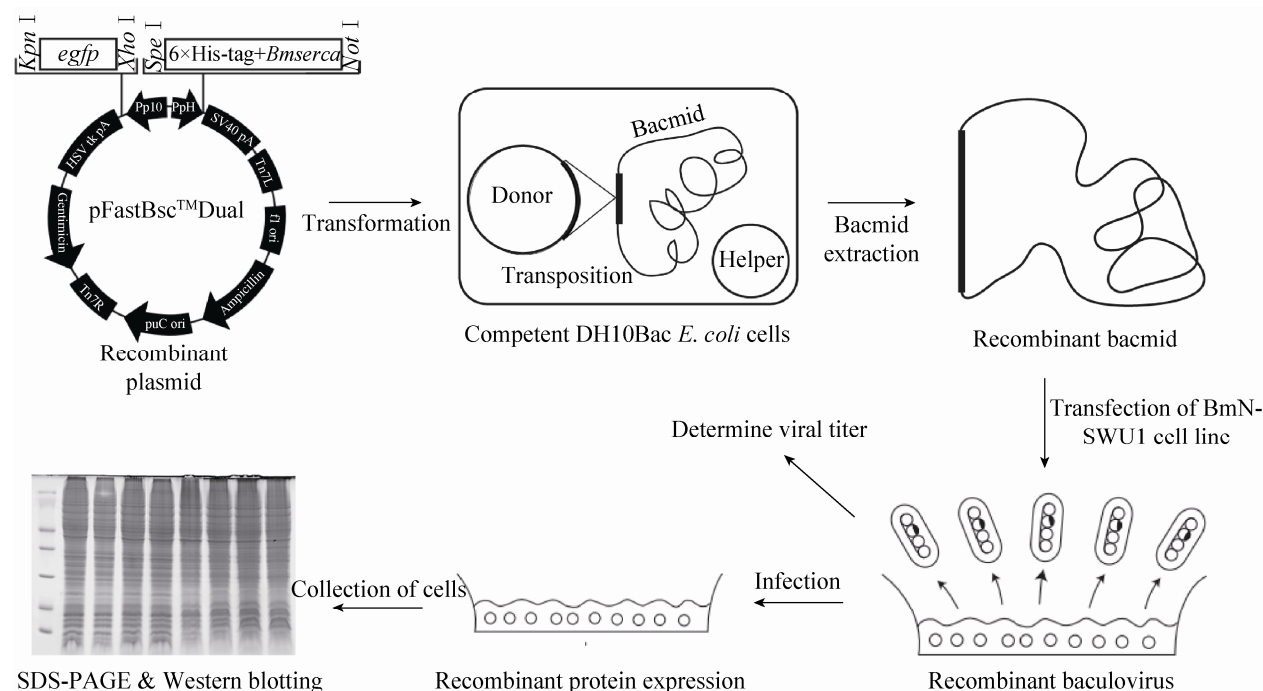 Kpn I
egfp
Xho I
Spe I
6×His-tag+Bmserca
Not I
Pp10
PpH
HSV tk pA
SV40 pA
Tn7L
Gentimicin
pFastBsc™Dual
f1 ori
Tn7R
Ampicillin
puC ori
Recombinant
plasmid
Transformation
Bacmid
Donor
Transposition
Helper
Competent DH10Bac E. coli cells
Bacmid
extraction
Recombinant bacmid
Transfection of BmN-
SWU1 cell linc
Determine viral titer
Infection
Recombinant baculovirus
Recombinant protein expression
Collection of cells
SDS-PAGE & Western blotting